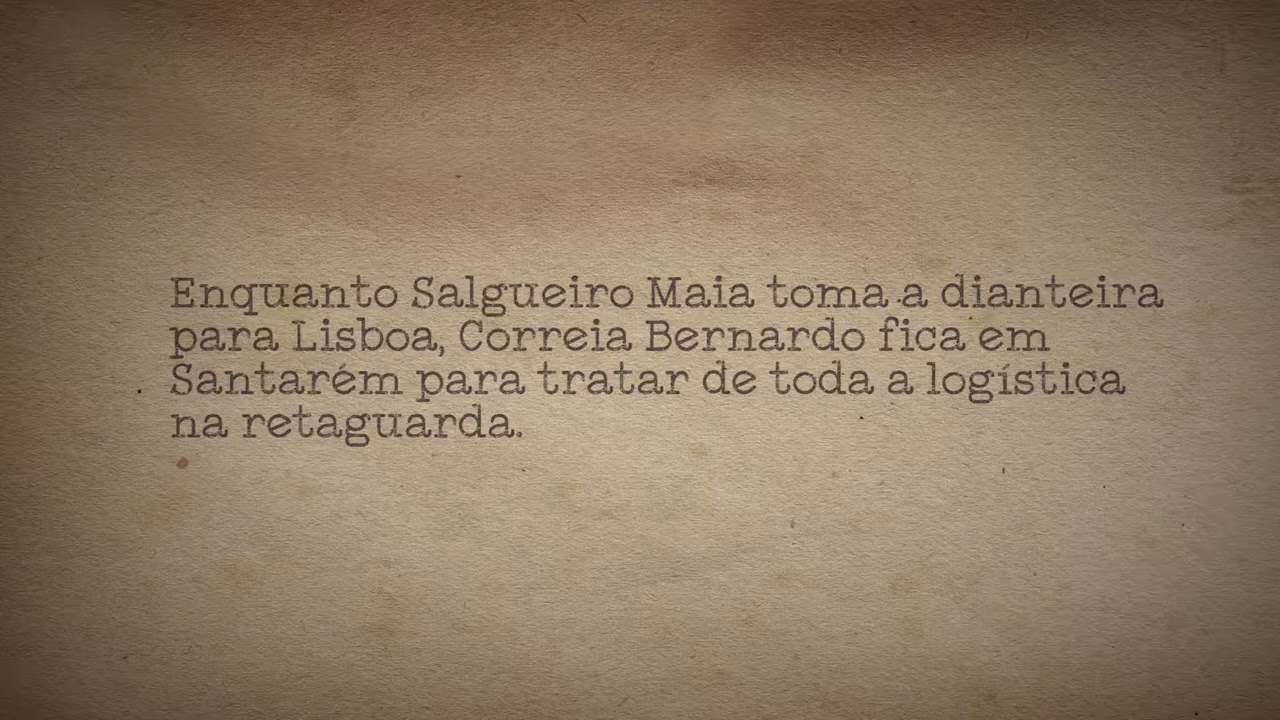 Enquanto Salgueiro Maia toma a dianteira
para Lisboa, Correia Bernardo fica em
Santarém para tratar de toda a logística
na retaguarda.